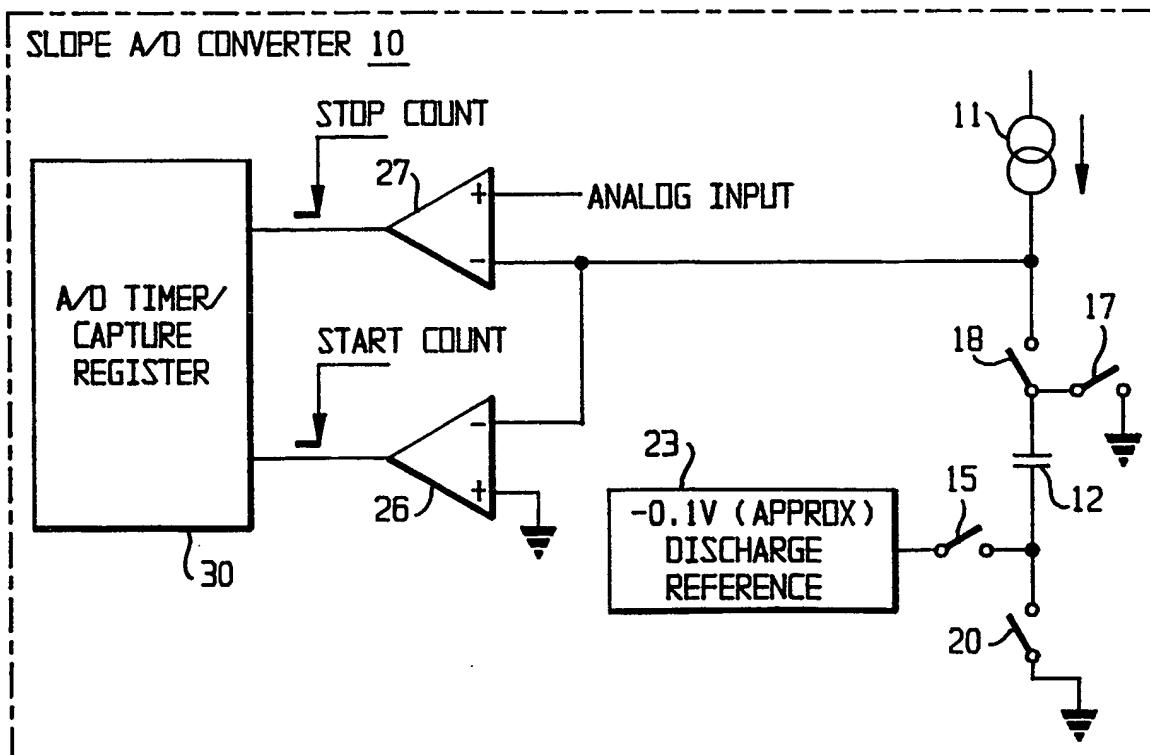 SLOPE A/D CONVERTER 10
STOP COUNT
11
27
+
ANALOG INPUT
-
A/D TIMER/
CAPTURE
REGISTER
START COUNT
18
17
-
23
15
12
26
+
-0.1V (APPROX)
DISCHARGE
REFERENCE
30
20